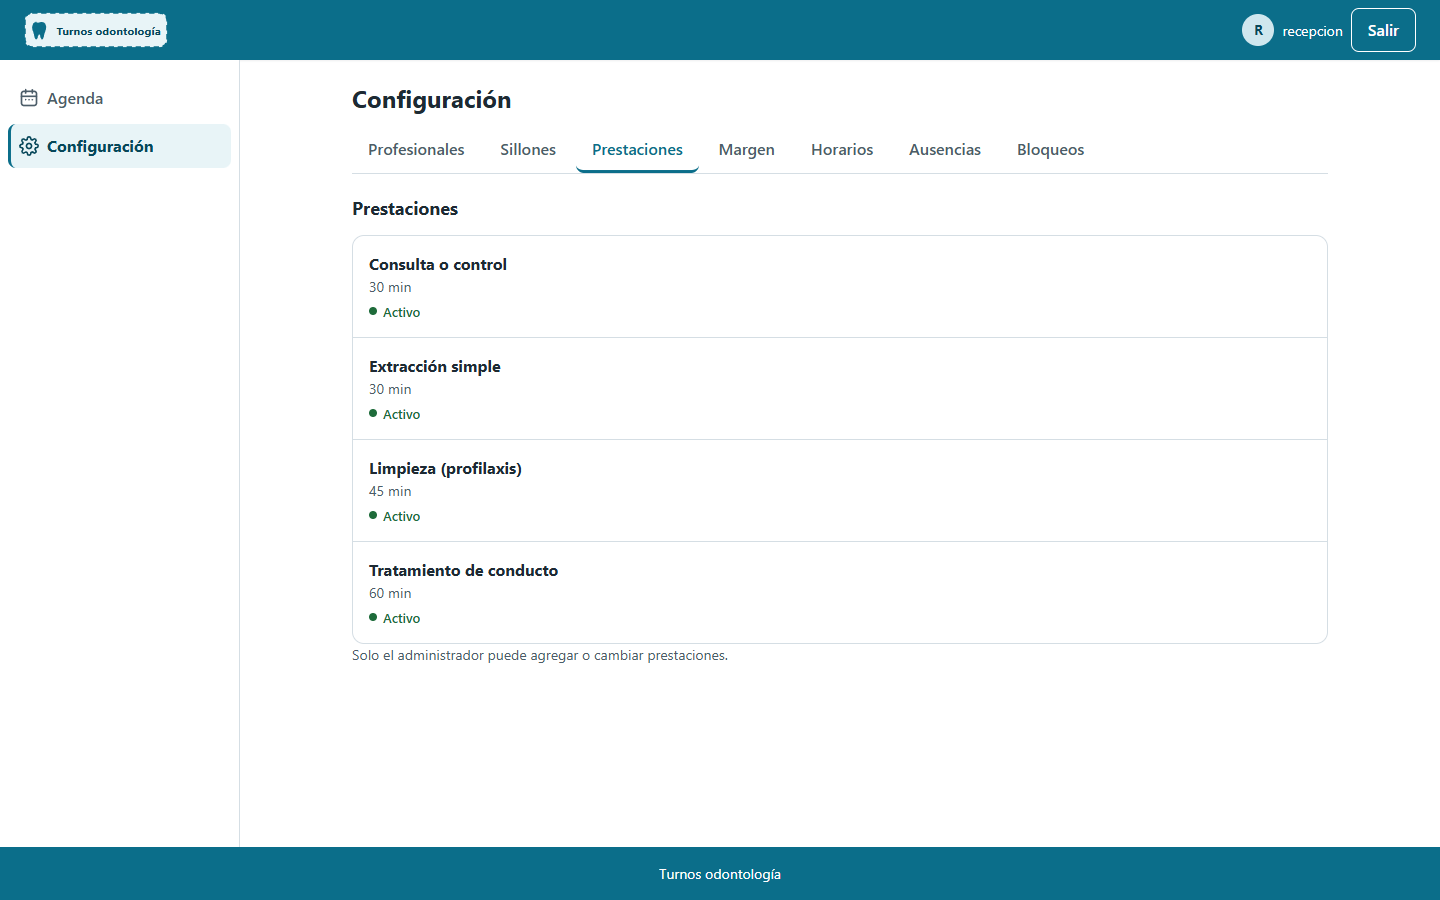 Turnos odontología
R
recepcion
Salir
Agenda
Configuración
Configuración
Profesionales
Sillones
Prestaciones
Margen
Horarios
Ausencias
Bloqueos
Prestaciones
Consulta o control
30 min
Activo
Extracción simple
30 min
Activo
Limpieza (profilaxis)
45 min
Activo
Tratamiento de conducto
60 min
Activo
Solo el administrador puede agregar o cambiar prestaciones.
Turnos odontología